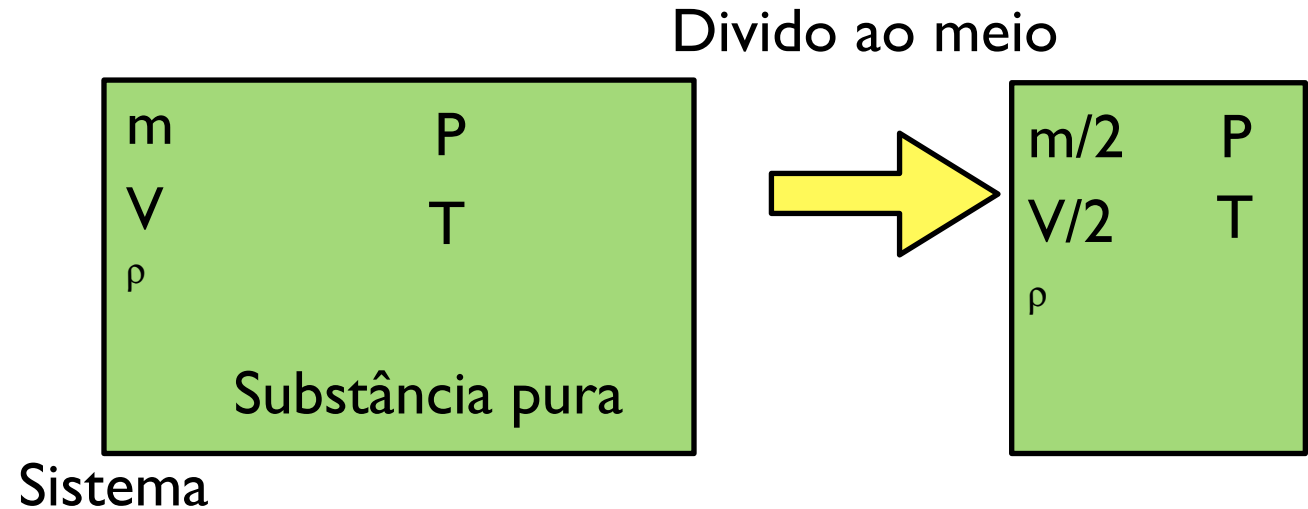 Divido ao meio
m P
V T
ρ
Substância pura
Sistema
m/2 P
V/2 T
ρ